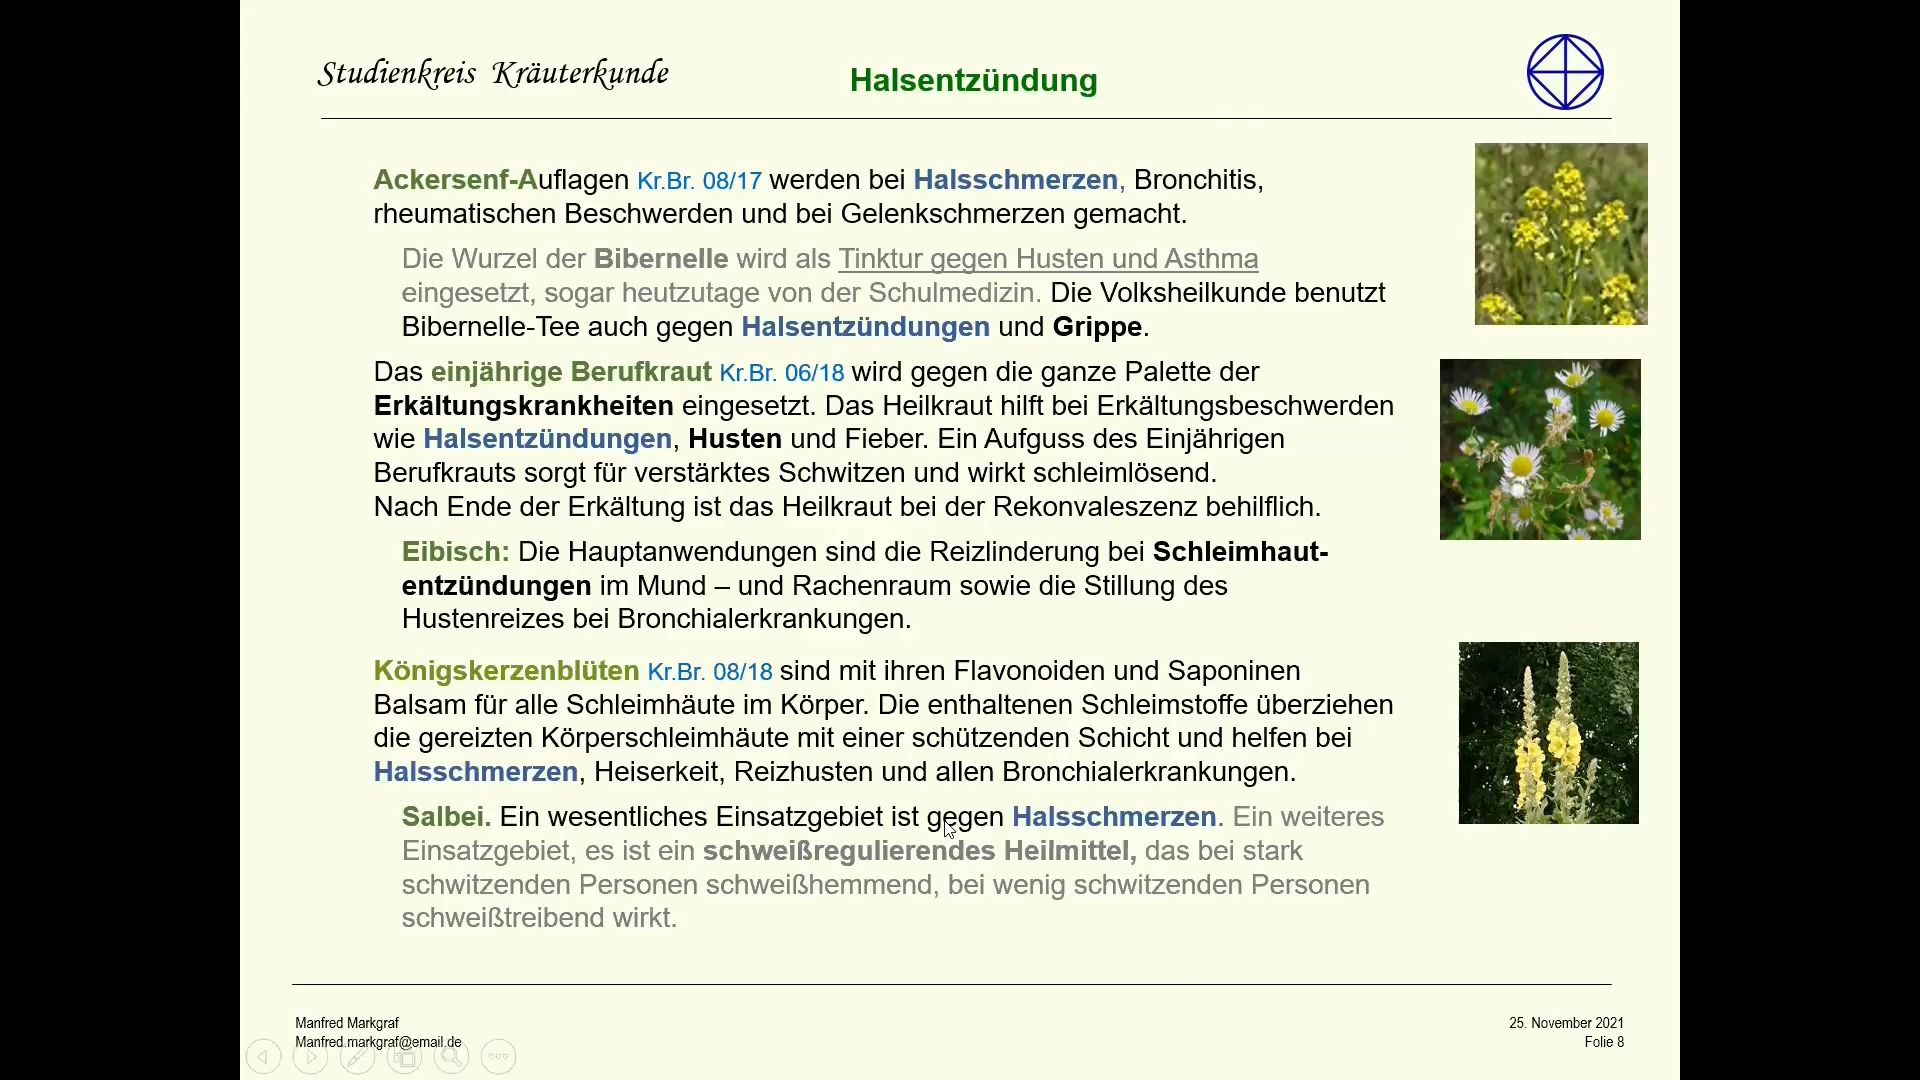 Studienkreis Kräuterkunde
Halsentzündung
Ackersenf-Auflagen Kr.Br. 08/17 werden bei Halsschmerzen, Bronchitis,
rheumatischen Beschwerden und bei Gelenkschmerzen gemacht.
Die Wurzel der Bibernelle wird als Tinktur gegen Husten und Asthma
eingesetzt, sogar heutzutage von der Schulmedizin. Die Volksheilkunde benutzt
Bibernelle-Tee auch gegen Halsentzündungen und Grippe.
Das einjährige Berufkraut Kr.Br. 06/18 wird gegen die ganze Palette der
Erkältungskrankheiten eingesetzt. Das Heilkraut hilft bei Erkältungsbeschwerden
wie Halsentzündungen, Husten und Fieber. Ein Aufguss des Einjährigen
Berufkrauts sorgt für verstärktes Schwitzen und wirkt schleimlösend.
Nach Ende der Erkältung ist das Heilkraut bei der Rekonvaleszenz behilflich.
Eibisch: Die Hauptanwendungen sind die Reizlinderung bei Schleimhaut-
entzündungen im Mund – und Rachenraum sowie die Stillung des
Hustenreizes bei Bronchialerkrankungen.
Königskerzenblüten Kr.Br. 08/18 sind mit ihren Flavonoiden und Saponinen
Balsam für alle Schleimhäute im Körper. Die enthaltenen Schleimstoffe überziehen
die gereizten Körperschleimhäute mit einer schützenden Schicht und helfen bei
Halsschmerzen, Heiserkeit, Reizhusten und allen Bronchialerkrankungen.
Salbei. Ein wesentliches Einsatzgebiet ist gegen Halsschmerzen. Ein weiteres
Einsatzgebiet, es ist ein schweißregulierendes Heilmittel, das bei stark
schwitzenden Personen schweißhemmend, bei wenig schwitzenden Personen
schweißtreibend wirkt.
Manfred Markgraf
Manfred.markgraf@email.de
25. November 2021
Folie 8